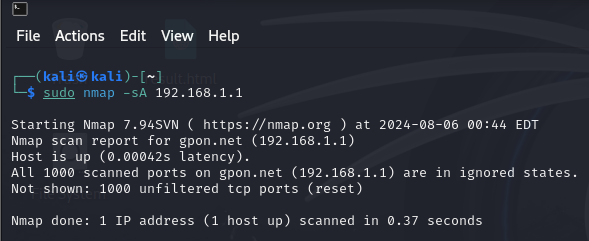 File Actions Edit View Help
┌──(kali㉿kali)-[~]
└─$ sudo nmap -sA 192.168.1.1
Starting Nmap 7.94SVN ( https://nmap.org ) at 2024-08-06 00:44 EDT
Nmap scan report for gpon.net (192.168.1.1)
Host is up (0.00042s latency).
All 1000 scanned ports on gpon.net (192.168.1.1) are in ignored states.
Not shown: 1000 unfiltered tcp ports (reset)
Nmap done: 1 IP address (1 host up) scanned in 0.37 seconds